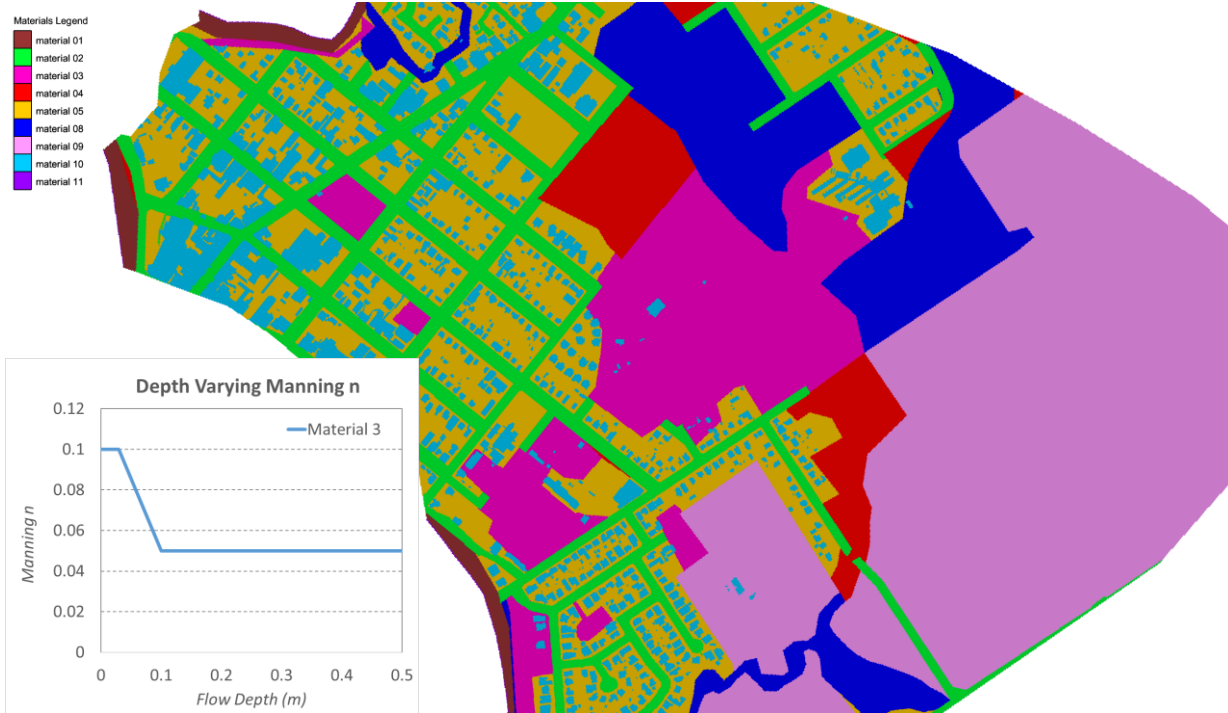 Materials Legend
material 01
material 02
material 03
material 04
material 05
material 08
material 09
material 10
material 11
Depth Varying Manning n
0.12
Material 3
0.1
0.08
0.06
0.04
0.02
0
Manning n
0 0.1 0.2 0.3 0.4 0.5
Flow Depth (m)